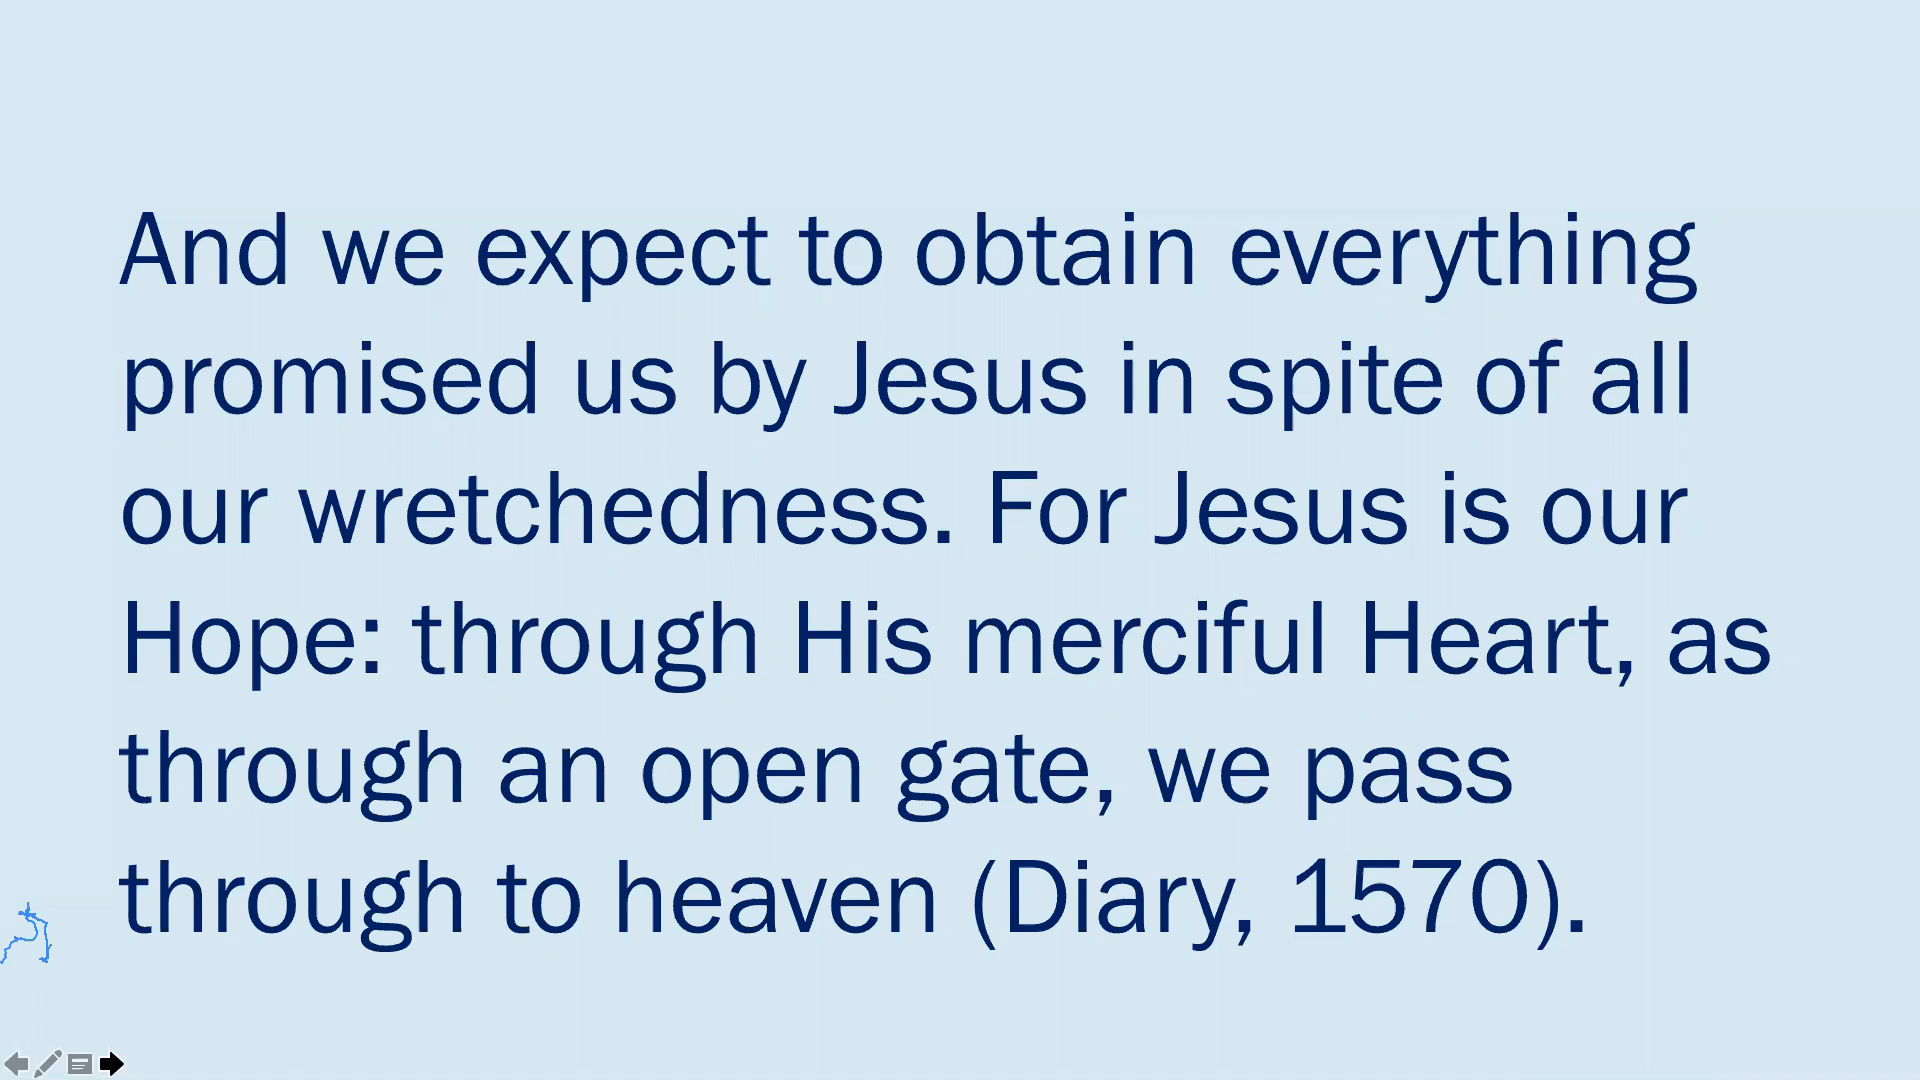 And we expect to obtain everything
promised us by Jesus in spite of all
our wretchedness. For Jesus is our
Hope: through His merciful Heart, as
through an open gate, we pass
through to heaven (Diary, 1570).